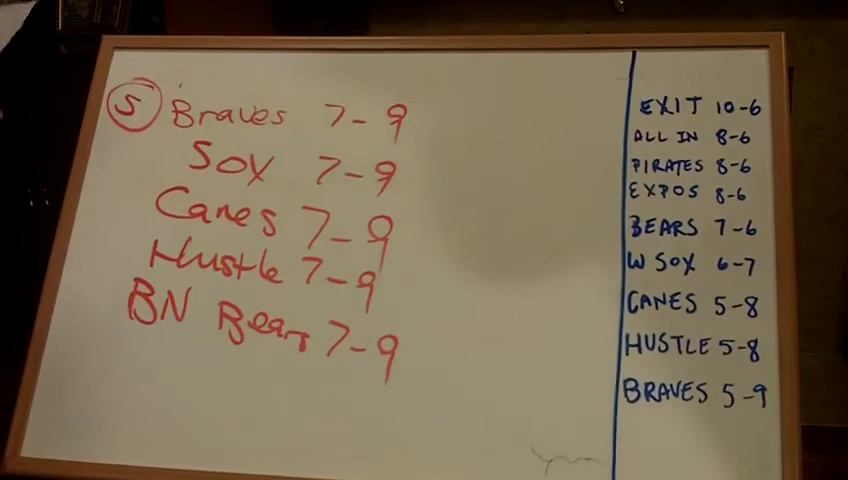 5 Braves 7-9
Sox 7-9
Canes 7-9
Hustle 7-9
BN Bears 7-9
EXIT 10-6
ALL IN 8-6
PIRATES 8-6
EXPOS 8-6
BEARS 7-6
W SOX 6-7
CANES 5-8
HUSTLE 5-8
BRAVES 5-9